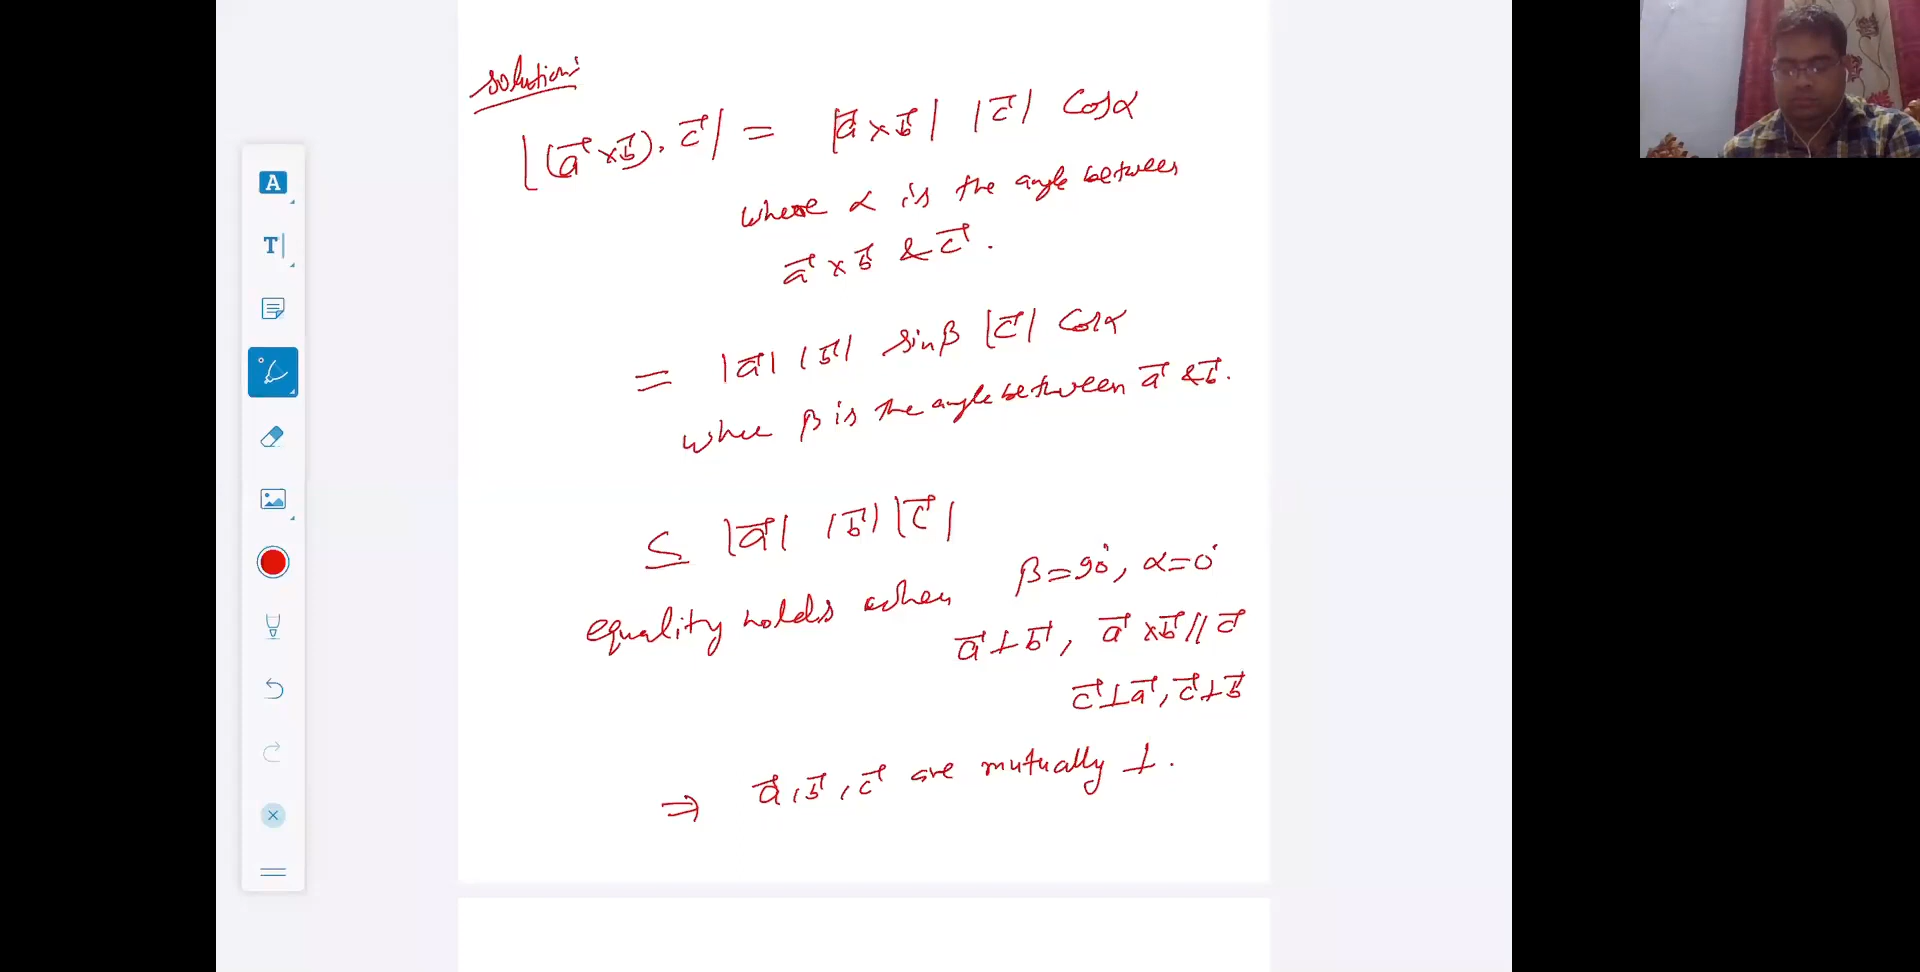 Solution:
|(a⃗ × b⃗). c⃗| = |a⃗ × b⃗| |c⃗| Cosα
where α is the angle between
a⃗ × b⃗ & c⃗.
= |a⃗| |b⃗| sinβ |c⃗| Cosα
whee β is the angle between a⃗ & b⃗.
≤ |a⃗| |b⃗| |c⃗|
equality holds when β=90°, α=0°
a⃗ ⊥ b⃗, a⃗ × b⃗ // c⃗
c⃗ ⊥ a⃗, c⃗ ⊥ b⃗
⇒ a⃗, b⃗, c⃗ are mutually ⊥.
A
T